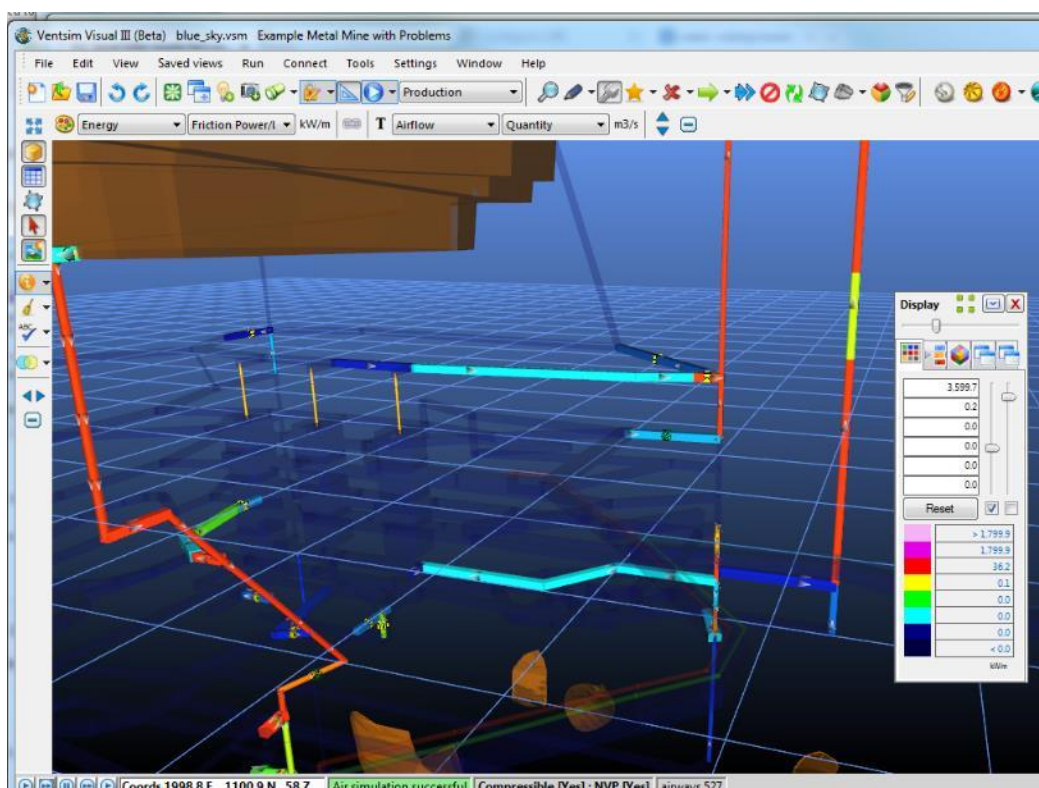 Ventsim Visual III (Beta) blue_sky.vsm Example Metal Mine with Problems
File Edit View Saved views Run Connect Tools Settings Window Help
Production
Energy Friction Power/l kW/m T Airflow Quantity m3/s
ABC
Display X
3,599.7
0.2
0.0
0.0
0.0
0.0
Reset
> 1,799.9
1,799.9
36.2
0.1
0.0
0.0
0.0
< 0.0
kW/m
Coords 1998.8 E, 1100.9 N, 58.7 Air simulation successful Compressible [Yes] : NVP [Yes] airways 527